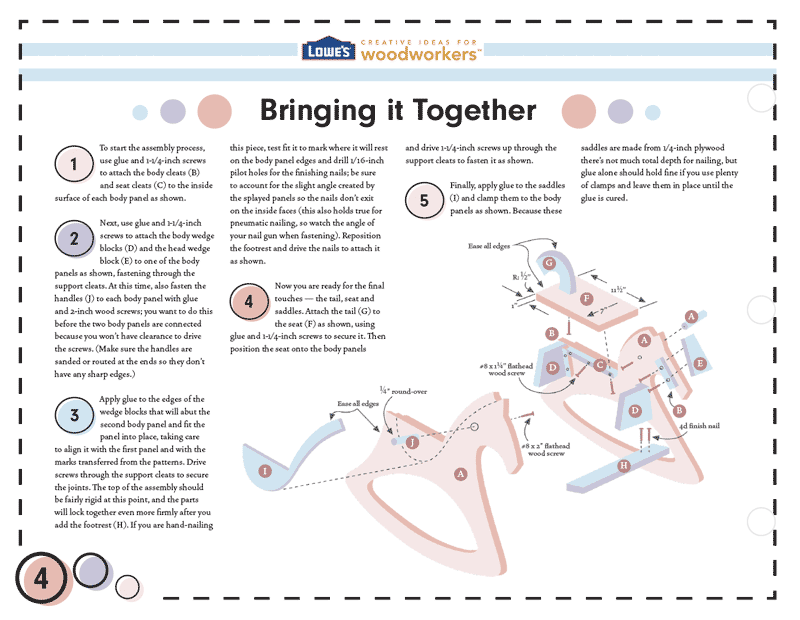 LOWE'S
CREATIVE IDEAS FOR
woodworkers™
Bringing it Together
1
To start the assembly process,
use glue and 1-1/4-inch screws
to attach the body cleats (B)
and seat cleats (C) to the inside
surface of each body panel as shown.
2
Next, use glue and 1-1/4-inch
screws to attach the body wedge
blocks (D) and the head wedge
block (E) to one of the body
panels as shown, fastening through the
support cleats. At this time, also fasten the
handles (J) to each body panel with glue
and 2-inch wood screws; you want to do this
before the two body panels are connected
because you won't have clearance to drive
the screws. (Make sure the handles are
sanded or routed at the ends so they don't
have any sharp edges.)
3
Apply glue to the edges of the
wedge blocks that will abut the
second body panel and fit the
panel into place, taking care
to align it with the first panel and with the
marks transferred from the patterns. Drive
screws through the support cleats to secure
the joints. The top of the assembly should
be fairly rigid at this point, and the parts
will lock together even more firmly after you
add the footrest (H). If you are hand-nailing
this piece, test fit it to mark where it will rest
on the body panel edges and drill 1/16-inch
pilot holes for the finishing nails; be sure
to account for the slight angle created by
the splayed panels so the nails don't exit
on the inside faces (this also holds true for
pneumatic nailing, so watch the angle of
your nail gun when fastening). Reposition
the footrest and drive the nails to attach it
as shown.
4
Now you are ready for the final
touches — the tail, seat and
saddles. Attach the tail (G) to
the seat (F) as shown, using
glue and 1-1/4-inch screws to secure it. Then
position the seat onto the body panels
and drive 1-1/4-inch screws up through the
support cleats to fasten it as shown.
5
Finally, apply glue to the saddles
(I) and clamp them to the body
panels as shown. Because these
saddles are made from 1/4-inch plywood
there's not much total depth for nailing, but
glue alone should hold fine if you use plenty
of clamps and leave them in place until the
glue is cured.
Ease all edges
G
R: ½"
11½"
F
1"
7"
A
B
A
#8 x 1¼" flathead
wood screw
D
C
E
¼" round-over
Ease all edges
D
B
4d finish nail
J
#8 x 2" flathead
wood screw
I
A
H
4